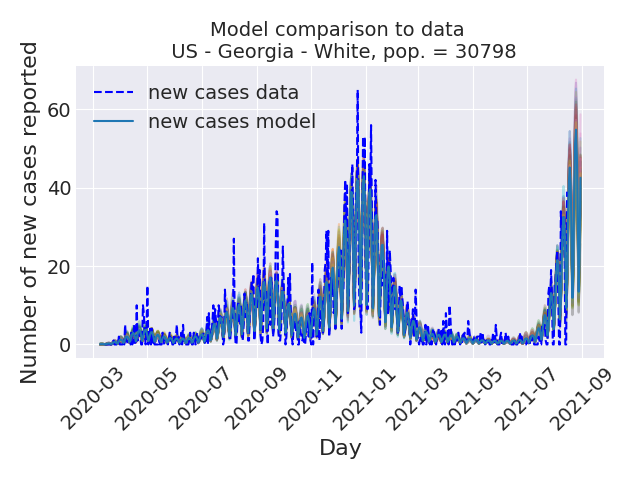 Model comparison to data
US - Georgia - White, pop. = 30798
Number of new cases reported
new cases data
new cases model
60
40
20
0
2020-03
2020-05
2020-07
2020-09
2020-11
2021-01
2021-03
2021-05
2021-07
2021-09
Day